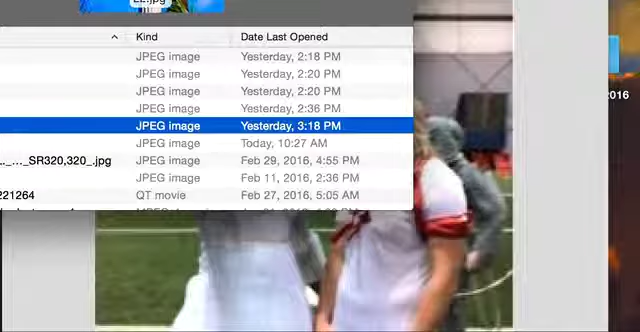 22.jpg
Kind Date Last Opened
JPEG image Yesterday, 2:18 PM
JPEG image Yesterday, 2:20 PM
JPEG image Yesterday, 2:20 PM
JPEG image Yesterday, 2:36 PM
JPEG image Yesterday, 3:18 PM
JPEG image Today, 10:27 AM
2016
._..._SR320,320_.jpg JPEG image Feb 29, 2016, 4:55 PM
JPEG image Feb 11, 2016, 2:36 PM
221264 QT movie Feb 27, 2016, 5:05 AM